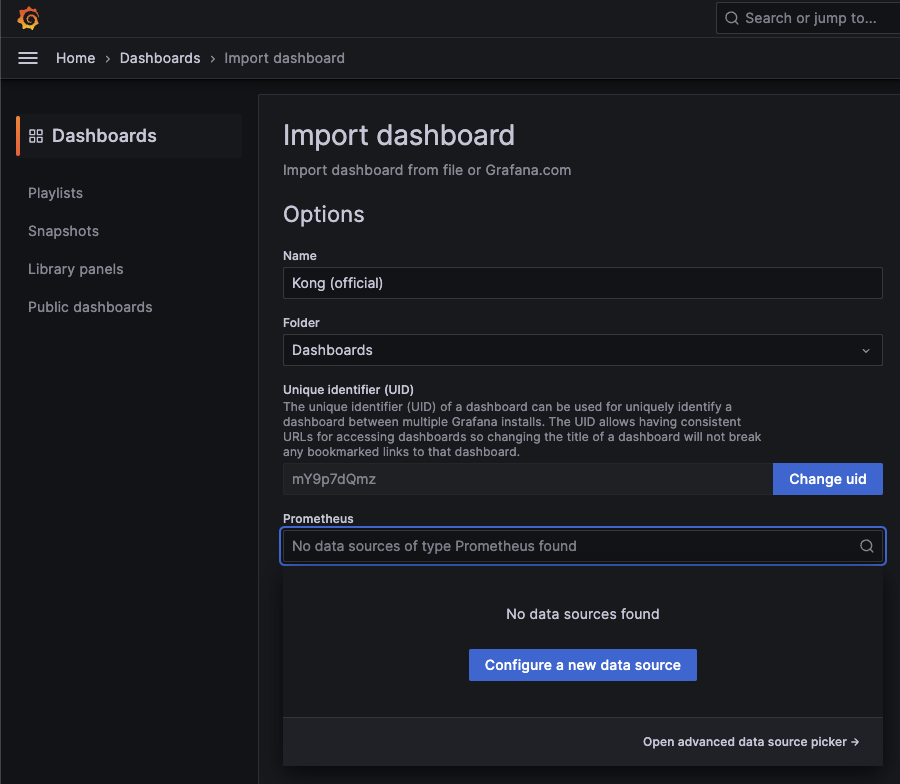 Search or jump to...
Home › Dashboards › Import dashboard
Dashboards
Playlists
Snapshots
Library panels
Public dashboards
Import dashboard
Import dashboard from file or Grafana.com
Options
Name
Kong (official)
Folder
Dashboards
Unique identifier (UID)
The unique identifier (UID) of a dashboard can be used for uniquely identify a
dashboard between multiple Grafana installs. The UID allows having consistent
URLs for accessing dashboards so changing the title of a dashboard will not break
any bookmarked links to that dashboard.
mY9p7dQmz
Change uid
Prometheus
No data sources of type Prometheus found
No data sources found
Configure a new data source
Open advanced data source picker →